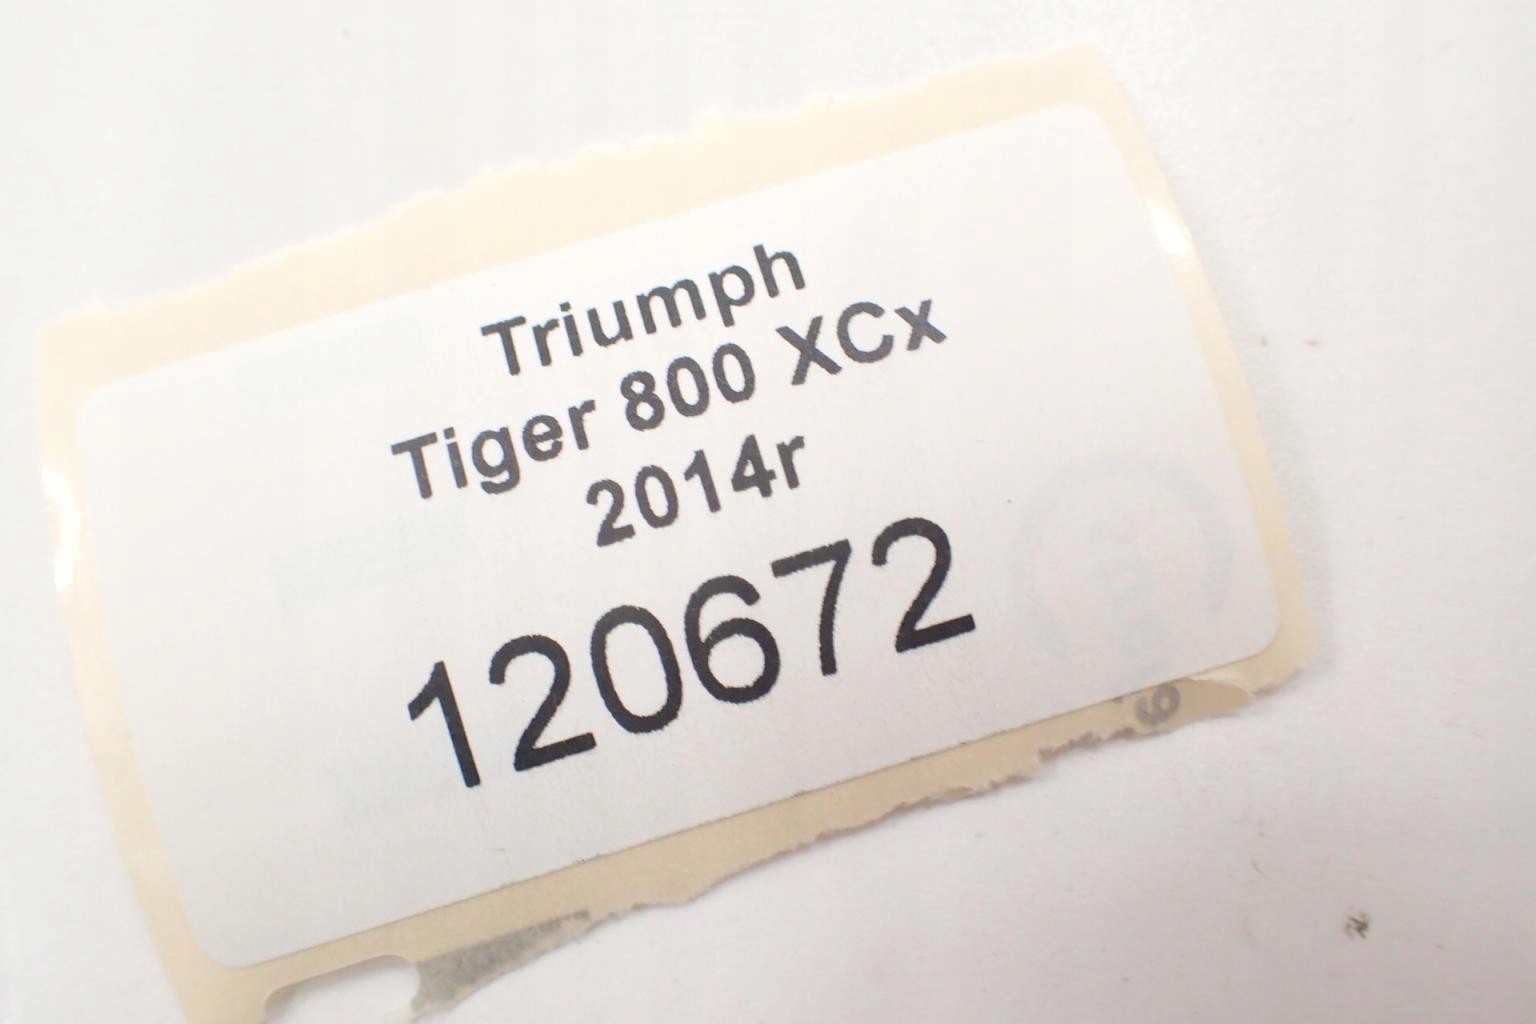 Triumph
Tiger 800 XCx
2014r
120672